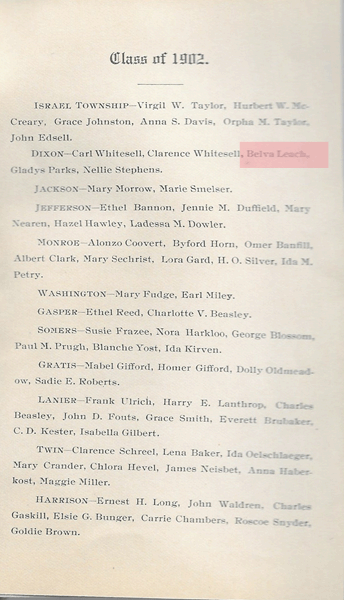 Class of 1902.
ISRAEL TOWNSHIP—Virgil W. Taylor, Hurbert W. Mc-
Creary, Grace Johnston, Anna S. Davis, Orpha M. Taylor,
John Edsell.
DIXON—Carl Whitesell, Clarence Whitesell, Belva Leach,
Gladys Parks, Nellie Stephens.
JACKSON—Mary Morrow, Marie Smelser.
JEFFERSON—Ethel Bannon, Jennie M. Duffield, Mary
Nearen, Hazel Hawley, Ladessa M. Dowler.
MONROE—Alonzo Coovert, Byford Horn, Omer Banfill,
Albert Clark, Mary Sechrist, Lora Gard, H. O. Silver, Ida M.
Petry.
WASHINGTON—Mary Fudge, Earl Miley.
GASPER—Ethel Reed, Charlotte V. Beasley.
SOMERS—Susie Frazee, Nora Harkloo, George Blossom,
Paul M. Prugh, Blanche Yost, Ida Kirven.
GRATIS—Mabel Gifford, Homer Gifford, Dolly Oldmead-
ow, Sadie E. Roberts.
LANIER—Frank Ulrich, Harry E. Lanthrop, Charles
Beasley, John D. Fouts, Grace Smith, Everett Brubaker,
C. D. Kester, Isabella Gilbert.
TWIN—Clarence Schreel, Lena Baker, Ida Oelschlaeger,
Mary Crander, Chlora Hevel, James Neisbet, Anna Haber-
kost, Maggie Miller.
HARRISON—Ernest H. Long, John Waldren, Charles
Gaskill, Elsie G. Bunger, Carrie Chambers, Roscoe Snyder,
Goldie Brown.